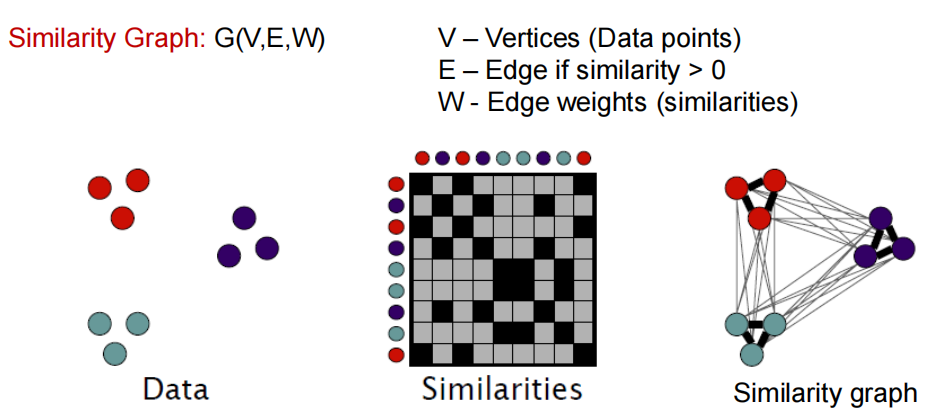 Similarity Graph: G(V,E,W)
V – Vertices (Data points)
E – Edge if similarity > 0
W - Edge weights (similarities)
Data
Similarities
Similarity graph